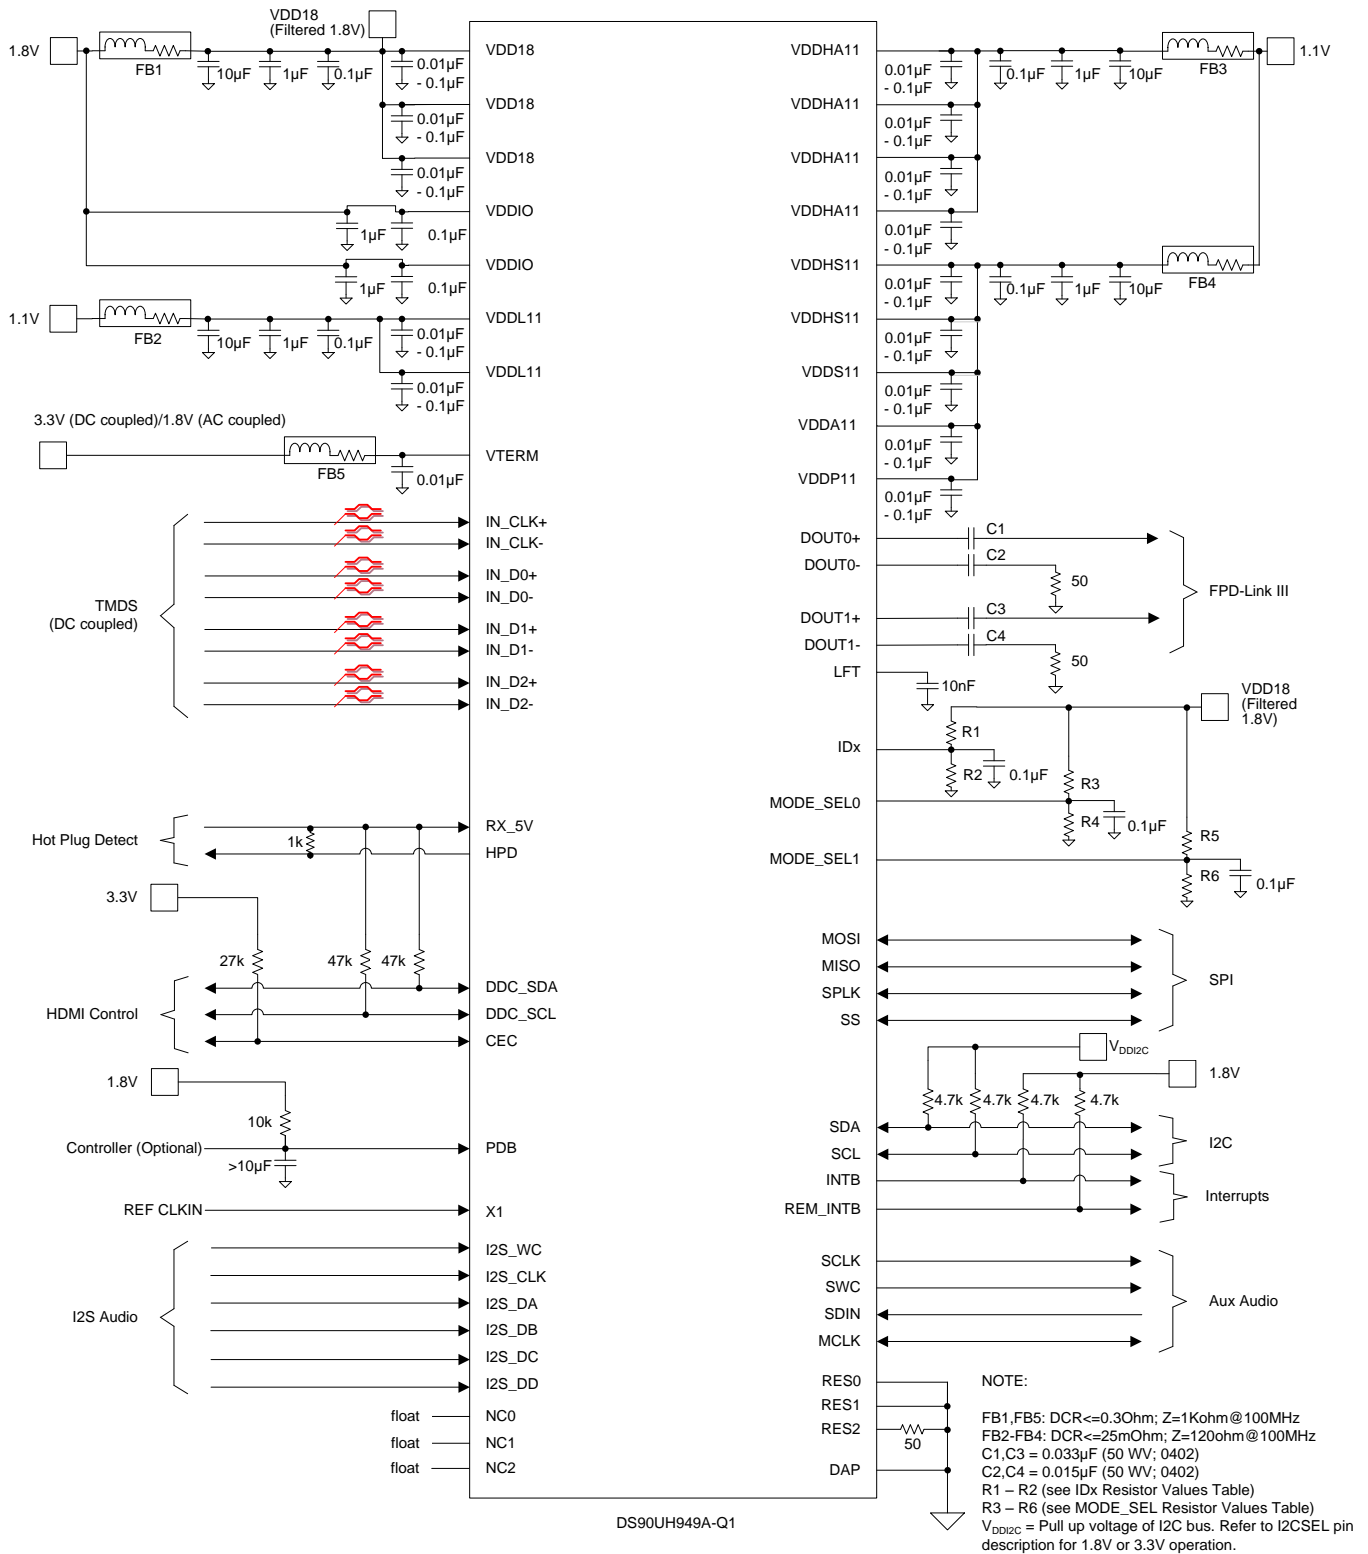 VDD18
(Filtered 1.8V)
1.8V
FB1
10µF
1µF
0.1µF
0.01µF
- 0.1µF
VDD18
0.01µF
- 0.1µF
VDD18
0.01µF
- 0.1µF
VDD18
1µF
0.1µF
VDDIO
1µF
0.1µF
VDDIO
1.1V
FB2
10µF
1µF
0.1µF
0.01µF
- 0.1µF
VDDL11
0.01µF
- 0.1µF
VDDL11
3.3V (DC coupled)/1.8V (AC coupled)
FB5
0.01µF
VTERM
TMDS
(DC coupled)
IN_CLK+
IN_CLK-
IN_D0+
IN_D0-
IN_D1+
IN_D1-
IN_D2+
IN_D2-
Hot Plug Detect
1k
RX_5V
HPD
3.3V
27k
47k
47k
HDMI Control
DDC_SDA
DDC_SCL
CEC
1.8V
10k
Controller (Optional)
>10µF
PDB
REF CLKIN
X1
I2S Audio
I2S_WC
I2S_CLK
I2S_DA
I2S_DB
I2S_DC
I2S_DD
float
NC0
float
NC1
float
NC2
VDDHA11
0.01µF
- 0.1µF
0.1µF
1µF
10µF
FB3
1.1V
VDDHA11
0.01µF
- 0.1µF
VDDHA11
0.01µF
- 0.1µF
VDDHA11
0.01µF
- 0.1µF
VDDHS11
0.01µF
- 0.1µF
0.1µF
1µF
10µF
FB4
VDDHS11
0.01µF
- 0.1µF
VDDS11
0.01µF
- 0.1µF
VDDA11
0.01µF
- 0.1µF
VDDP11
0.01µF
- 0.1µF
DOUT0+
C1
DOUT0-
C2
50
DOUT1+
C3
DOUT1-
C4
50
FPD-Link III
LFT
10nF
VDD18
(Filtered
1.8V)
IDx
R1
R2
0.1µF
MODE_SEL0
R3
R4
0.1µF
MODE_SEL1
R5
R6
0.1µF
MOSI
MISO
SPLK
SS
SPI
VDDI2C
1.8V
4.7k
4.7k
4.7k
4.7k
SDA
SCL
I2C
INTB
REM_INTB
Interrupts
SCLK
SWC
SDIN
MCLK
Aux Audio
RES0
RES1
RES2
50
DAP
DS90UH949A-Q1
NOTE:
FB1,FB5: DCR<=0.3Ohm; Z=1Kohm@100MHz
FB2-FB4: DCR<=25mOhm; Z=120ohm@100MHz
C1,C3 = 0.033µF (50 WV; 0402)
C2,C4 = 0.015µF (50 WV; 0402)
R1 – R2 (see IDx Resistor Values Table)
R3 – R6 (see MODE_SEL Resistor Values Table)
VDDI2C = Pull up voltage of I2C bus. Refer to I2CSEL pin
description for 1.8V or 3.3V operation.